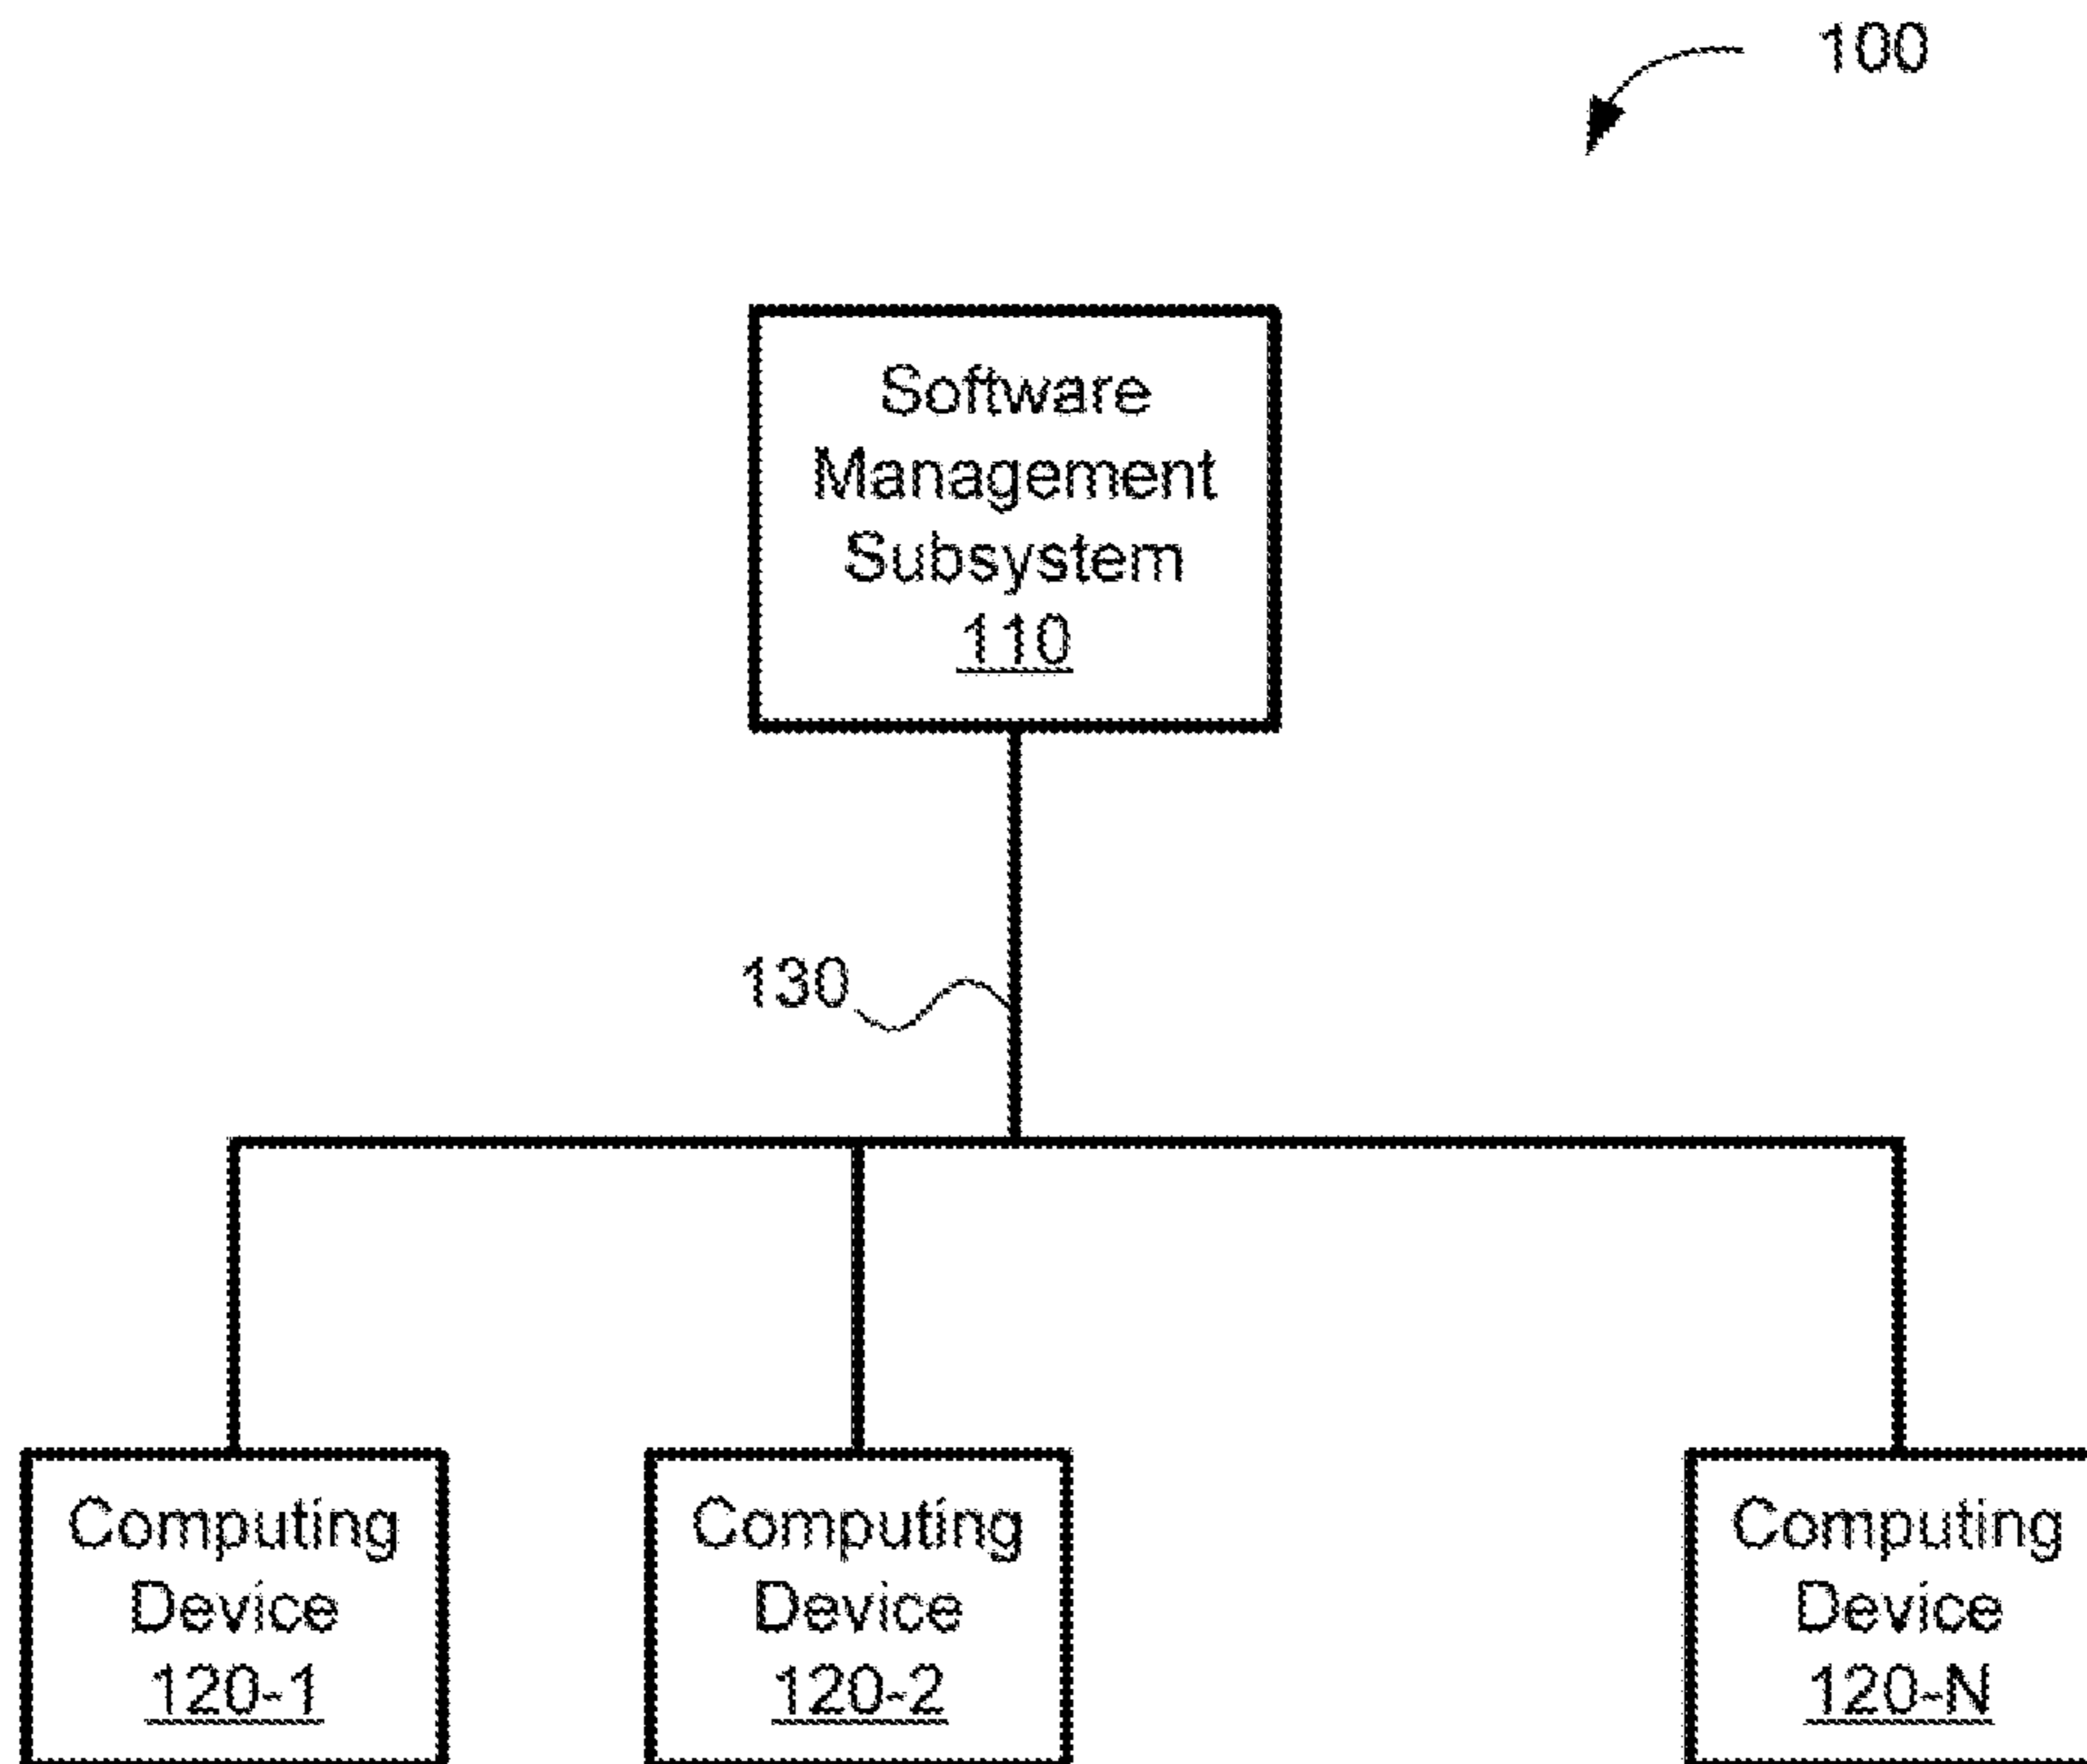 100
Software
Management
Subsystem
110
130
Computing
Device
120-1
Computing
Device
120-2
Computing
Device
120-N